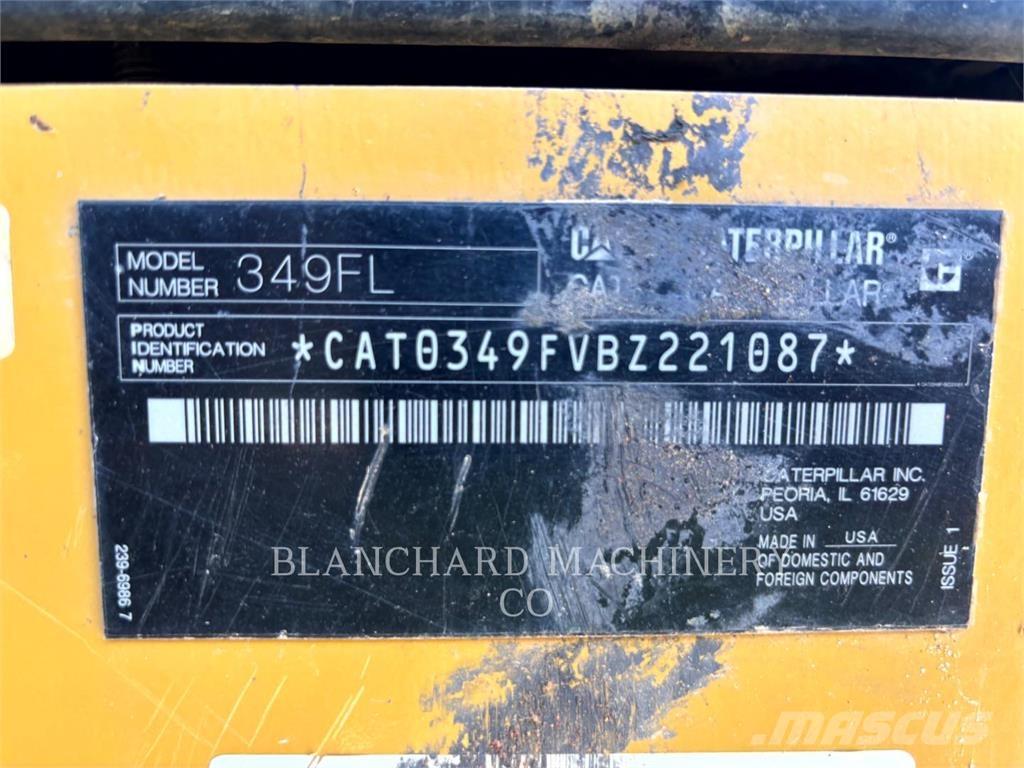 MODEL
NUMBER 349FL
CATERPILLAR®
PRODUCT
IDENTIFICATION
NUMBER
*CAT0349FVBZ221087*
CATERPILLAR INC.
PEORIA, IL 61629
USA
MADE IN USA
OF DOMESTIC AND
FOREIGN COMPONENTS
ISSUE 1
239-6986 7
BLANCHARD MACHINERY
CO
MASCUS